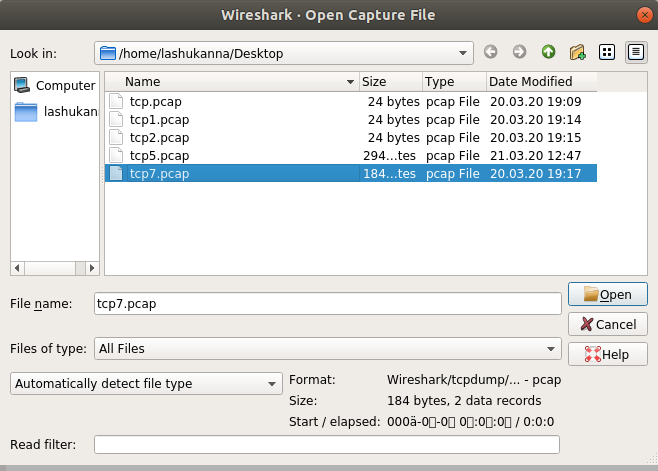 Wireshark · Open Capture File
Look in: /home/lashukanna/Desktop
Computer
lashukann
Name Size Type Date Modified
tcp.pcap 24 bytes pcap File 20.03.20 19:09
tcp1.pcap 24 bytes pcap File 20.03.20 19:14
tcp2.pcap 24 bytes pcap File 20.03.20 19:15
tcp5.pcap 294...tes pcap File 21.03.20 12:47
tcp7.pcap 184...tes pcap File 20.03.20 19:17
File name: tcp7.pcap Open
Cancel
Files of type: All Files Help
Automatically detect file type
Format: Wireshark/tcpdump/... - pcap
Size: 184 bytes, 2 data records
Start / elapsed: 000ä-0-0 0:0:0 / 0:0:0
Read filter: